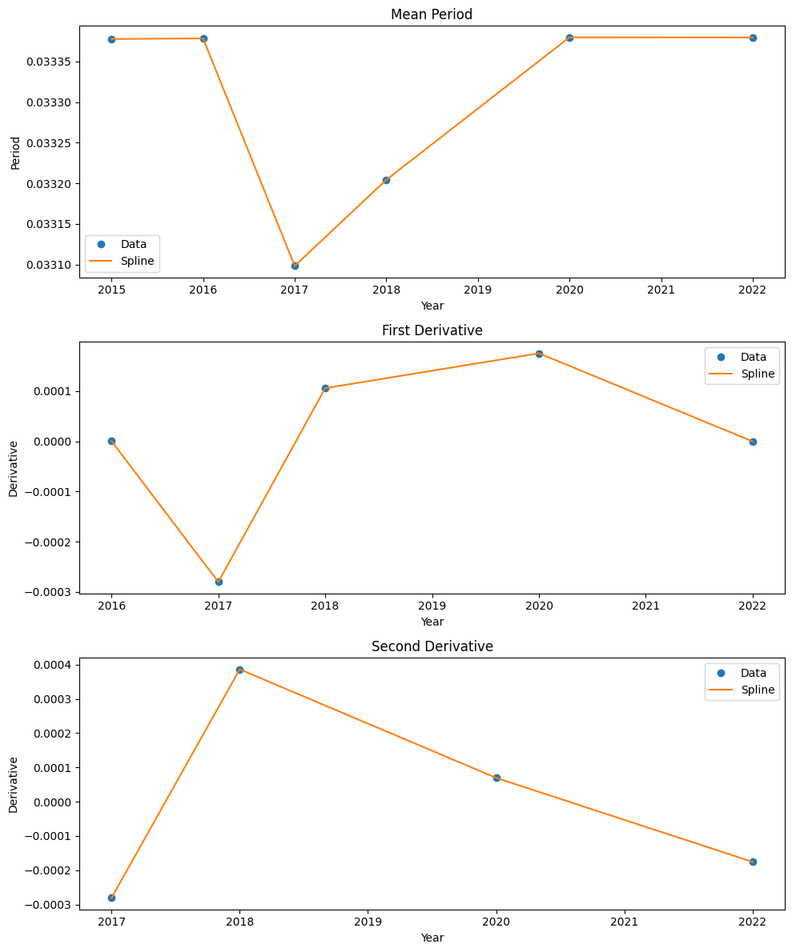 Mean Period
0.03335
0.03330
0.03325
0.03320
0.03315
0.03310
Period
Data
Spline
2015 2016 2017 2018 2019 2020 2021 2022
Year
First Derivative
0.0001
0.0000
−0.0001
−0.0002
−0.0003
Derivative
Data
Spline
2016 2017 2018 2019 2020 2021 2022
Year
Second Derivative
0.0004
0.0003
0.0002
0.0001
0.0000
−0.0001
−0.0002
−0.0003
Derivative
Data
Spline
2017 2018 2019 2020 2021 2022
Year